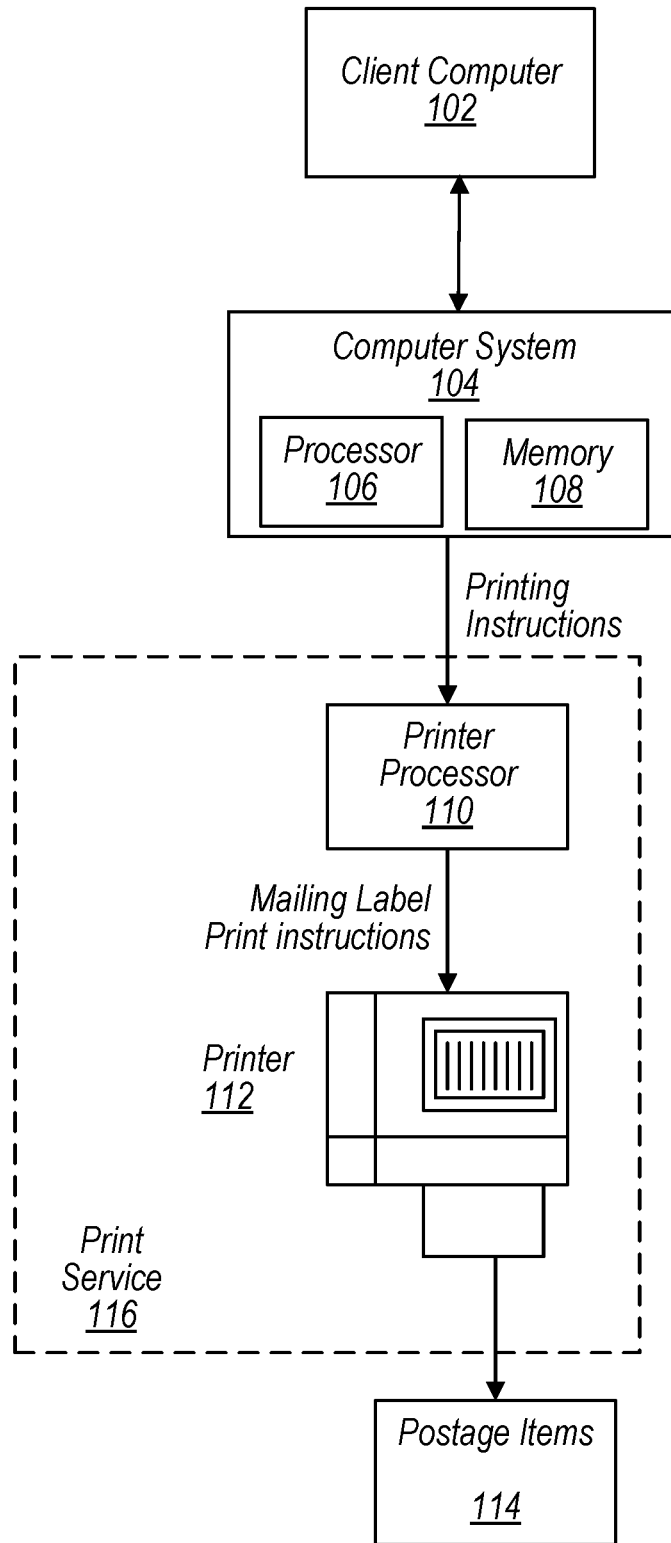 Client Computer
102
Computer System
104
Processor
106
Memory
108
Printing
Instructions
Printer
Processor
110
Mailing Label
Print instructions
Printer
112
Print
Service
116
Postage Items
114